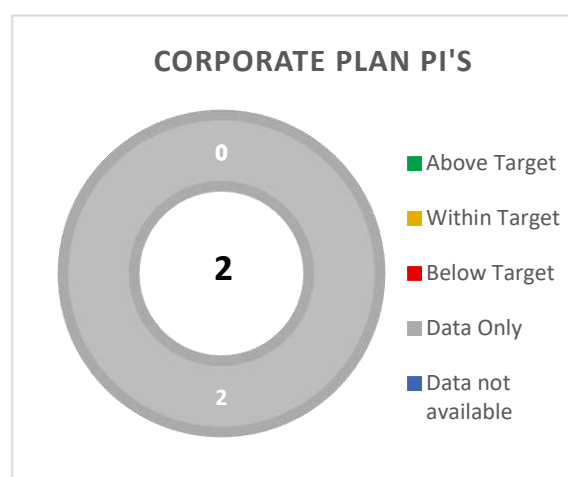 CORPORATE PLAN PI'S
0
2
2
Above Target
Within Target
Below Target
Data Only
Data not
available